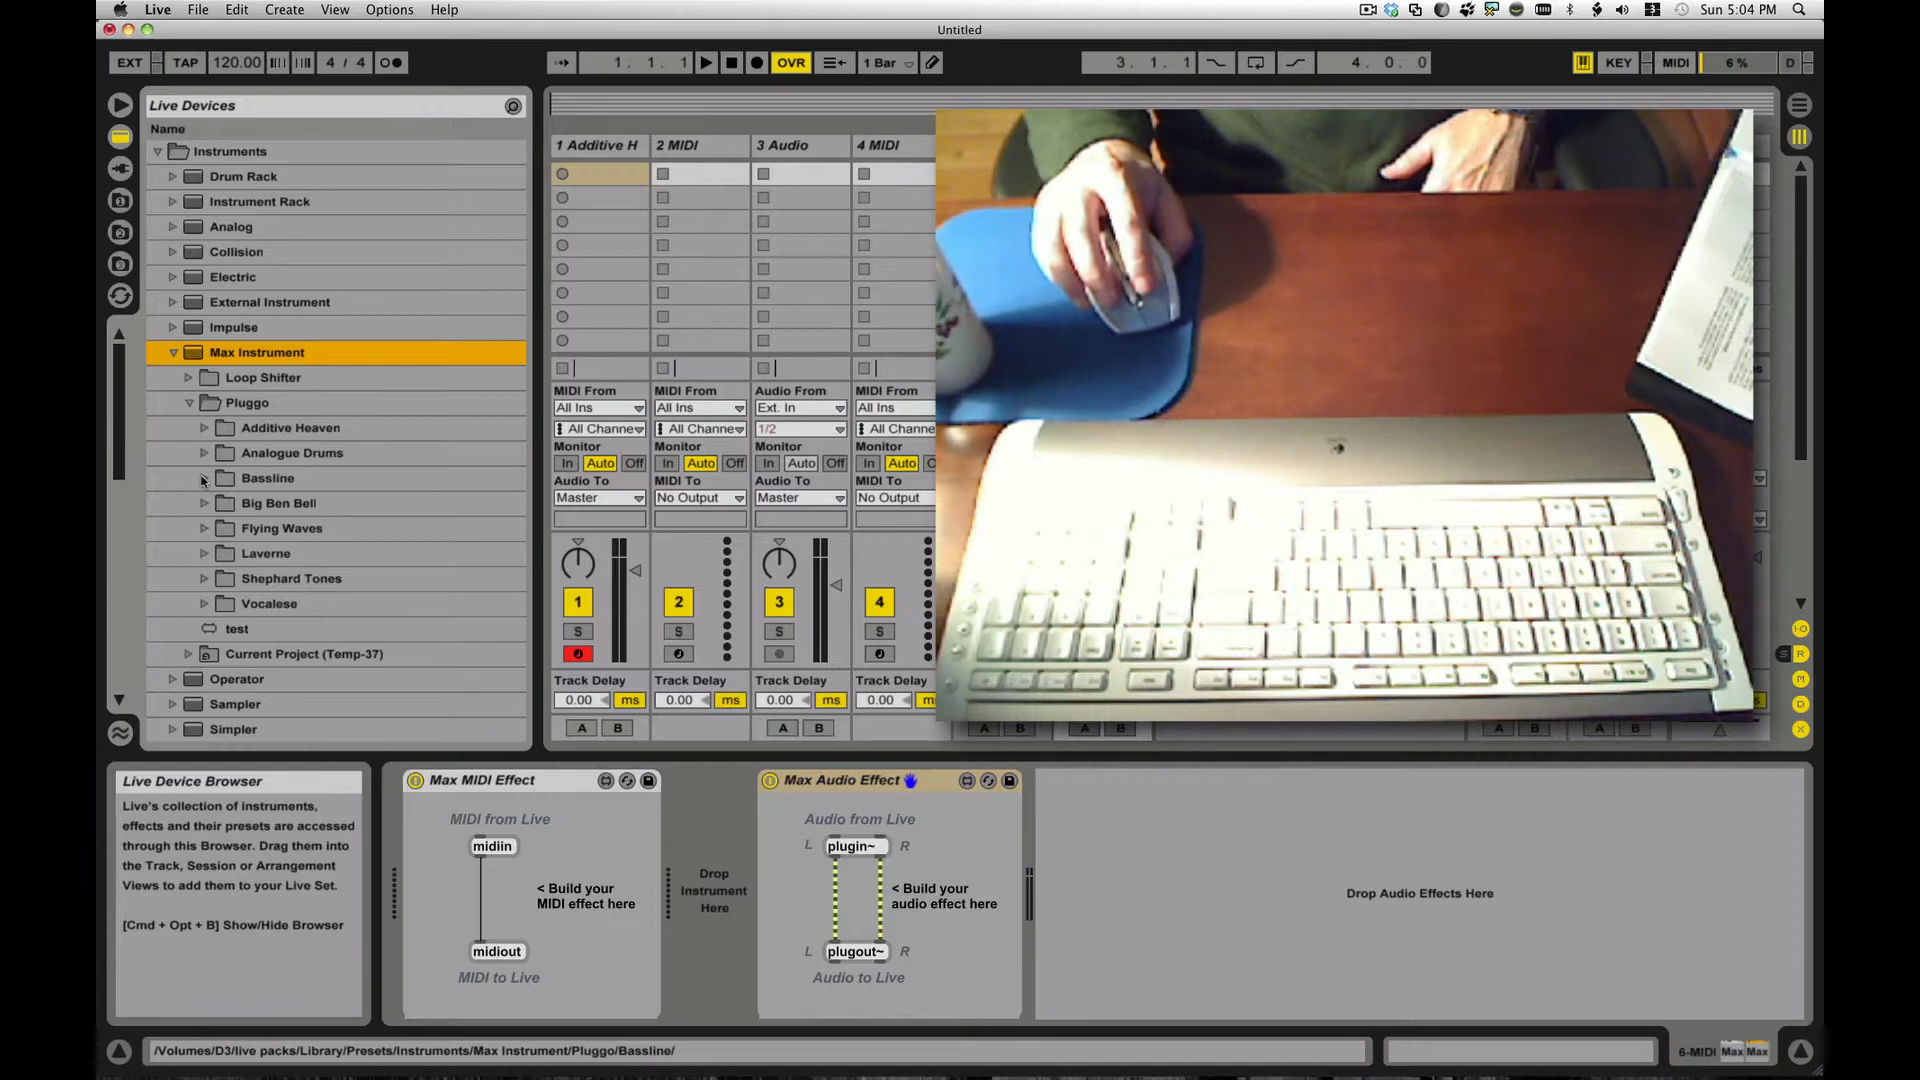 Live File Edit Create View Options Help
Sun 5:04 PM
Untitled
EXT TAP 120.00 4 / 4 1. 1. 1 OVR 1 Bar 3. 1. 1 4. 0. 0 KEY MIDI 6 % D
Live Devices
Name
Instruments
Drum Rack
Instrument Rack
Analog
Collision
Electric
External Instrument
Impulse
Max Instrument
Loop Shifter
Pluggo
Additive Heaven
Analogue Drums
Bassline
Big Ben Bell
Flying Waves
Laverne
Shephard Tones
Vocalese
test
Current Project (Temp-37)
Operator
Sampler
Simpler
1 Additive H 2 MIDI 3 Audio 4 MIDI
MIDI From MIDI From Audio From MIDI From
All Ins All Ins Ext. In All Ins
All Channe All Channe 1/2 All Channe
Monitor Monitor Monitor Monitor
In Auto Off In Auto Off In Auto Off In Auto
Audio To MIDI To Audio To MIDI To
Master No Output Master No Output
1 2 3 4
S S S S
Track Delay Track Delay Track Delay Track Delay
0.00 ms 0.00 ms 0.00 ms 0.00
A B A B A B A B A B A B
I·O
S R
M
D
X
Live Device Browser
Live's collection of instruments,
effects and their presets are accessed
through this Browser. Drag them into
the Track, Session or Arrangement
Views to add them to your Live Set.
[Cmd + Opt + B] Show/Hide Browser
Max MIDI Effect
MIDI from Live
midiin
< Build your
MIDI effect here
midiout
MIDI to Live
Drop
Instrument
Here
Max Audio Effect
Audio from Live
L plugin~ R
< Build your
audio effect here
L plugout~ R
Audio to Live
Drop Audio Effects Here
/Volumes/D3/live packs/Library/Presets/Instruments/Max Instrument/Pluggo/Bassline/
6-MIDI Max Max